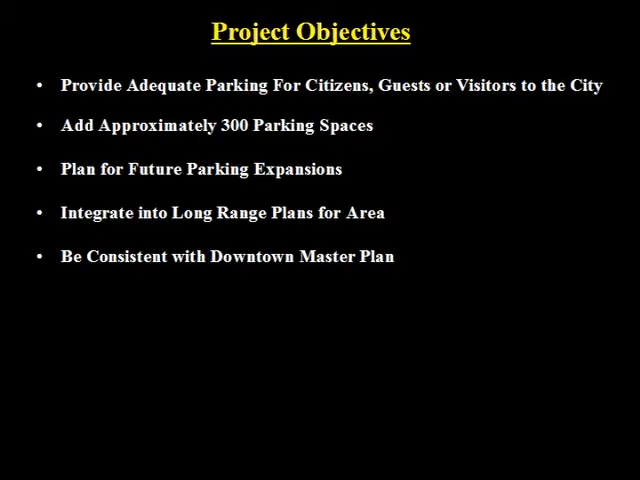 Project Objectives
• Provide Adequate Parking For Citizens, Guests or Visitors to the City
• Add Approximately 300 Parking Spaces
• Plan for Future Parking Expansions
• Integrate into Long Range Plans for Area
• Be Consistent with Downtown Master Plan